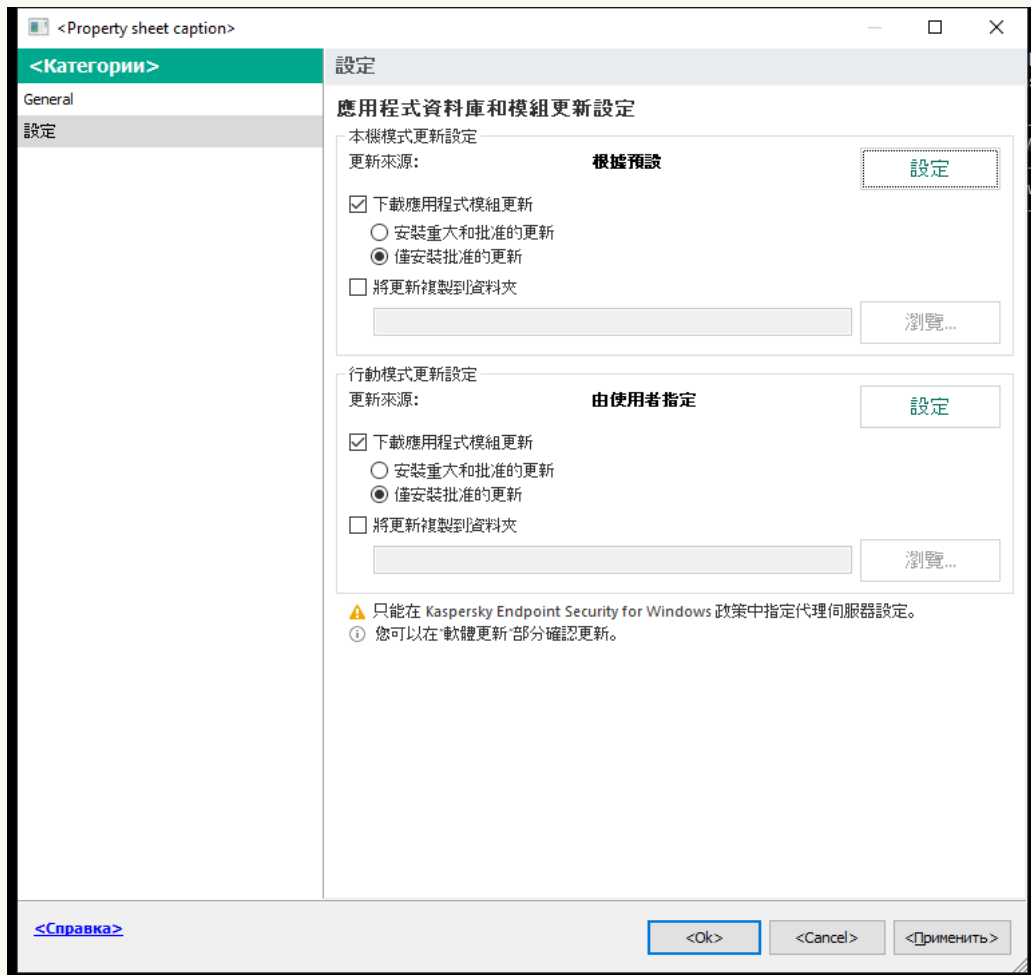 <Property sheet caption>
<Категории>
General
設定
設定
應用程式資料庫和模組更新設定
本機模式更新設定
更新來源: 根據預設 設定
下載應用程式模組更新
安裝重大和批准的更新
僅安裝批准的更新
將更新複製到資料夾
瀏覽...
行動模式更新設定
更新來源: 由使用者指定 設定
下載應用程式模組更新
安裝重大和批准的更新
僅安裝批准的更新
將更新複製到資料夾
瀏覽...
只能在 Kaspersky Endpoint Security for Windows 政策中指定代理伺服器設定。
您可以在"軟體更新"部分確認更新。
<Справка> <Ok> <Cancel> <Применить>